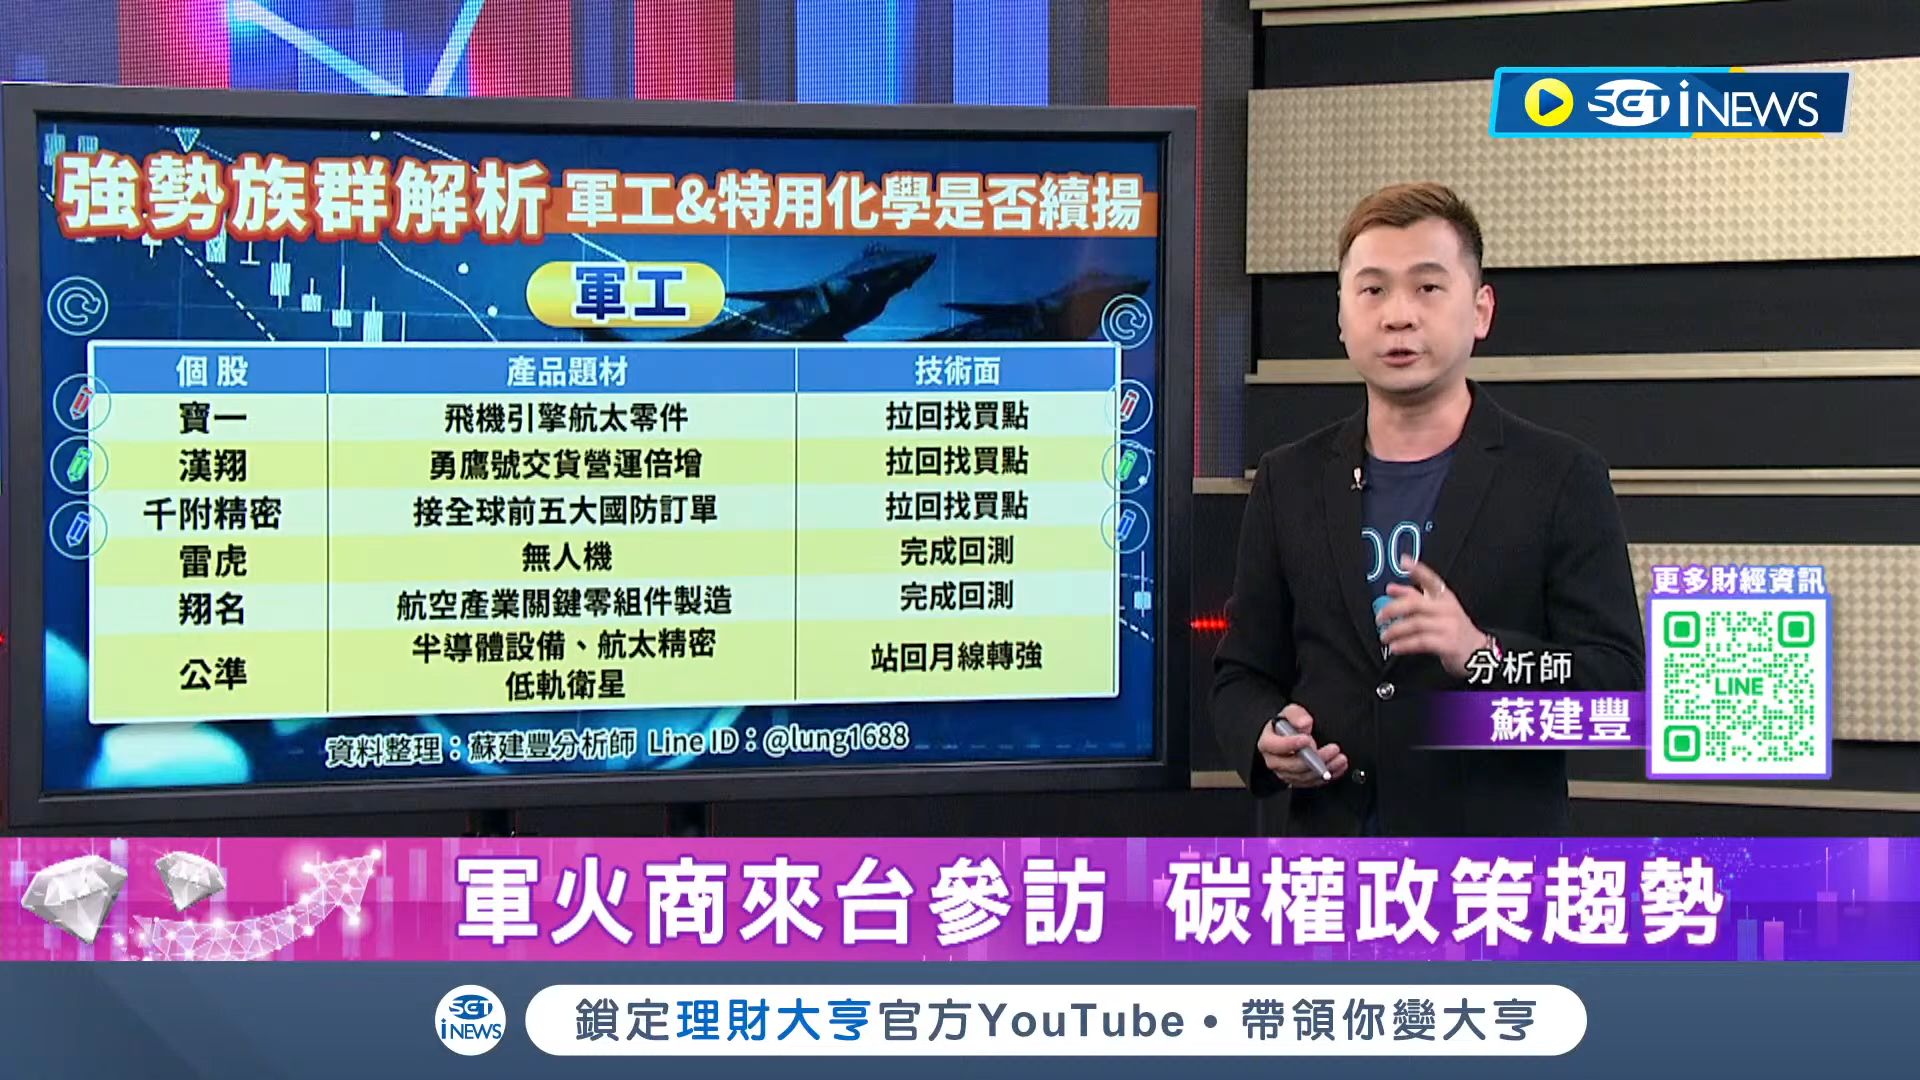 SET iNEWS
強勢族群解析 軍工&特用化學是否續揚
軍工
個股 產品題材 技術面
寶一 飛機引擎航太零件 拉回找買點
漢翔 勇鷹號交貨營運倍增 拉回找買點
千附精密 接全球前五大國防訂單 拉回找買點
雷虎 無人機 完成回測
翔名 航空產業關鍵零組件製造 完成回測
公準 半導體設備、航太精密 站回月線轉強
低軌衛星
資料整理：蘇建豐分析師 Line ID：@lung1688
更多財經資訊
LINE
分析師
蘇建豐
軍火商來台參訪 碳權政策趨勢
SET iNEWS
鎖定理財大亨官方YouTube•帶領你變大亨